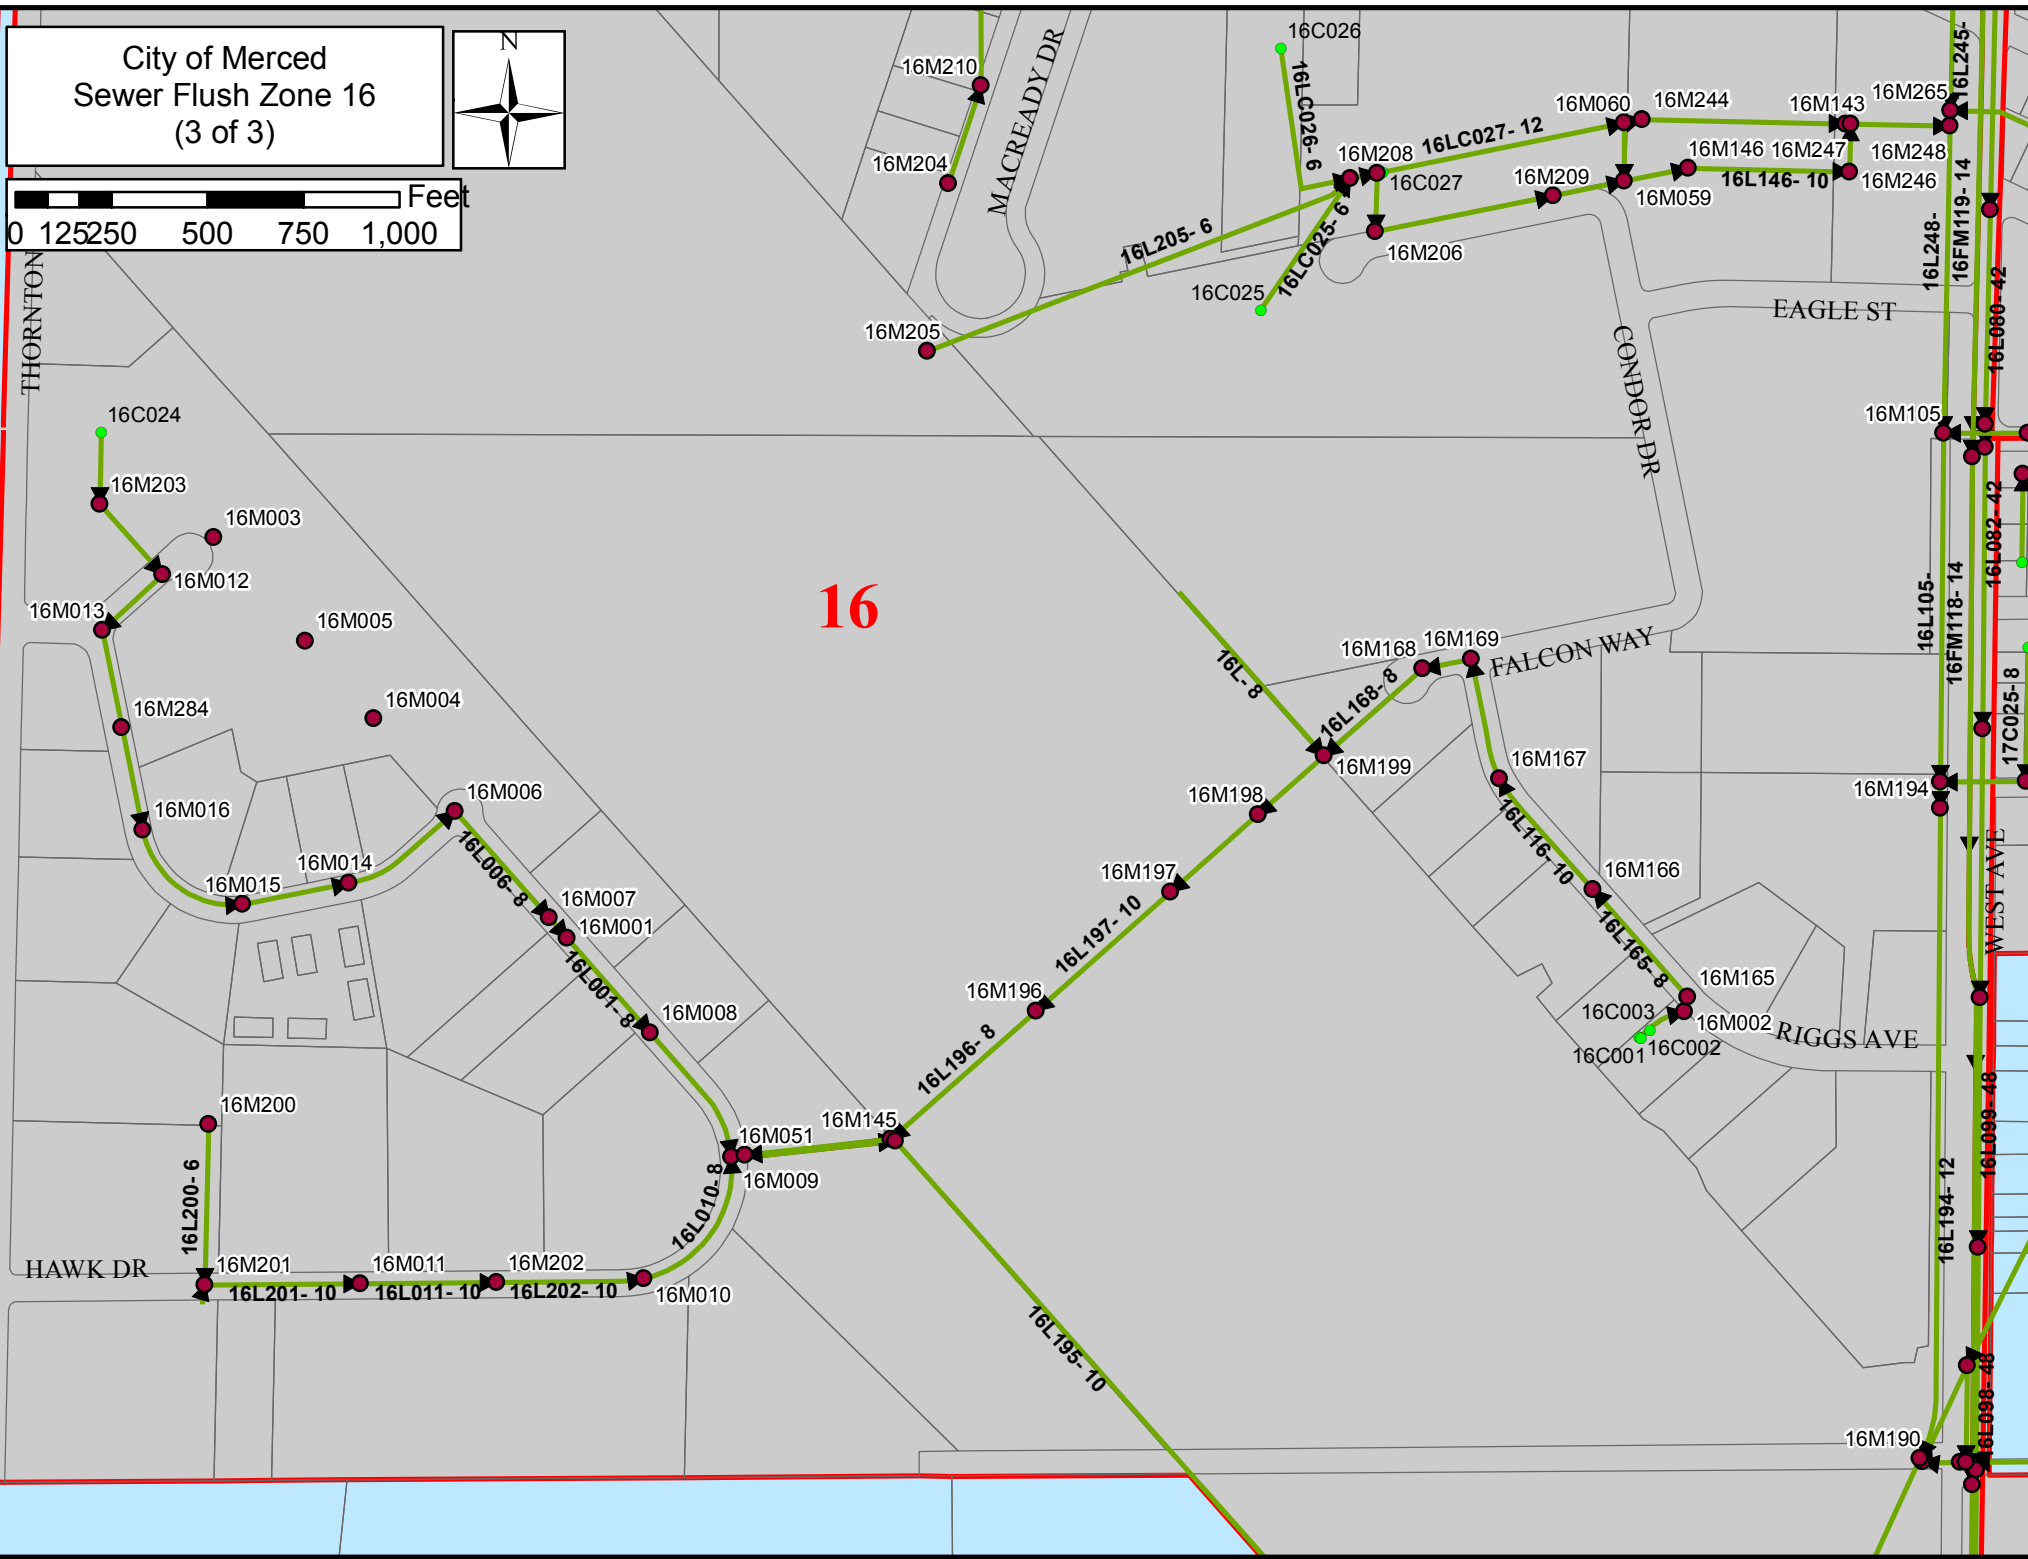 City of Merced
Sewer Flush Zone 16
(3 of 3)
N
Feet
0 125 250 500 750 1,000
THORNTON
MACREADY DR
16M210
16M204
16M205
16L205- 6
16C026
16LC026- 6
16M208
16C027
16LC027- 12
16C025
16LC025- 6
16M206
16M209
16M060
16M244
16M059
16M146
16L146- 10
16M143
16M247
16M246
16M265
16M248
16L245-
16L248-
16FM119- 14
16L080- 42
EAGLE ST
CONDOR DR
16M105
16L082- 42
16L105-
16FM118- 14
17C025- 8
16C024
16M203
16M003
16M012
16M013
16M005
16M004
16M284
16M016
16M015
16M014
16M006
16L006- 8
16M007
16M001
16L001- 8
16M008
16
16L- 8
16M168
16M169
FALCON WAY
16L168- 8
16M199
16M198
16M197
16L197- 10
16M196
16L196- 8
16M167
16L116- 10
16M166
16L165- 8
16M165
16M002
16C003
16C002
16C001
RIGGS AVE
16M194
WEST AVE
16L099- 48
16L194- 12
16M145
16M051
16M009
16L010- 8
16M200
16L200- 6
HAWK DR
16M201
16L201- 10
16M011
16L011- 10
16M202
16L202- 10
16M010
16L195- 10
16M190
16L098- 48